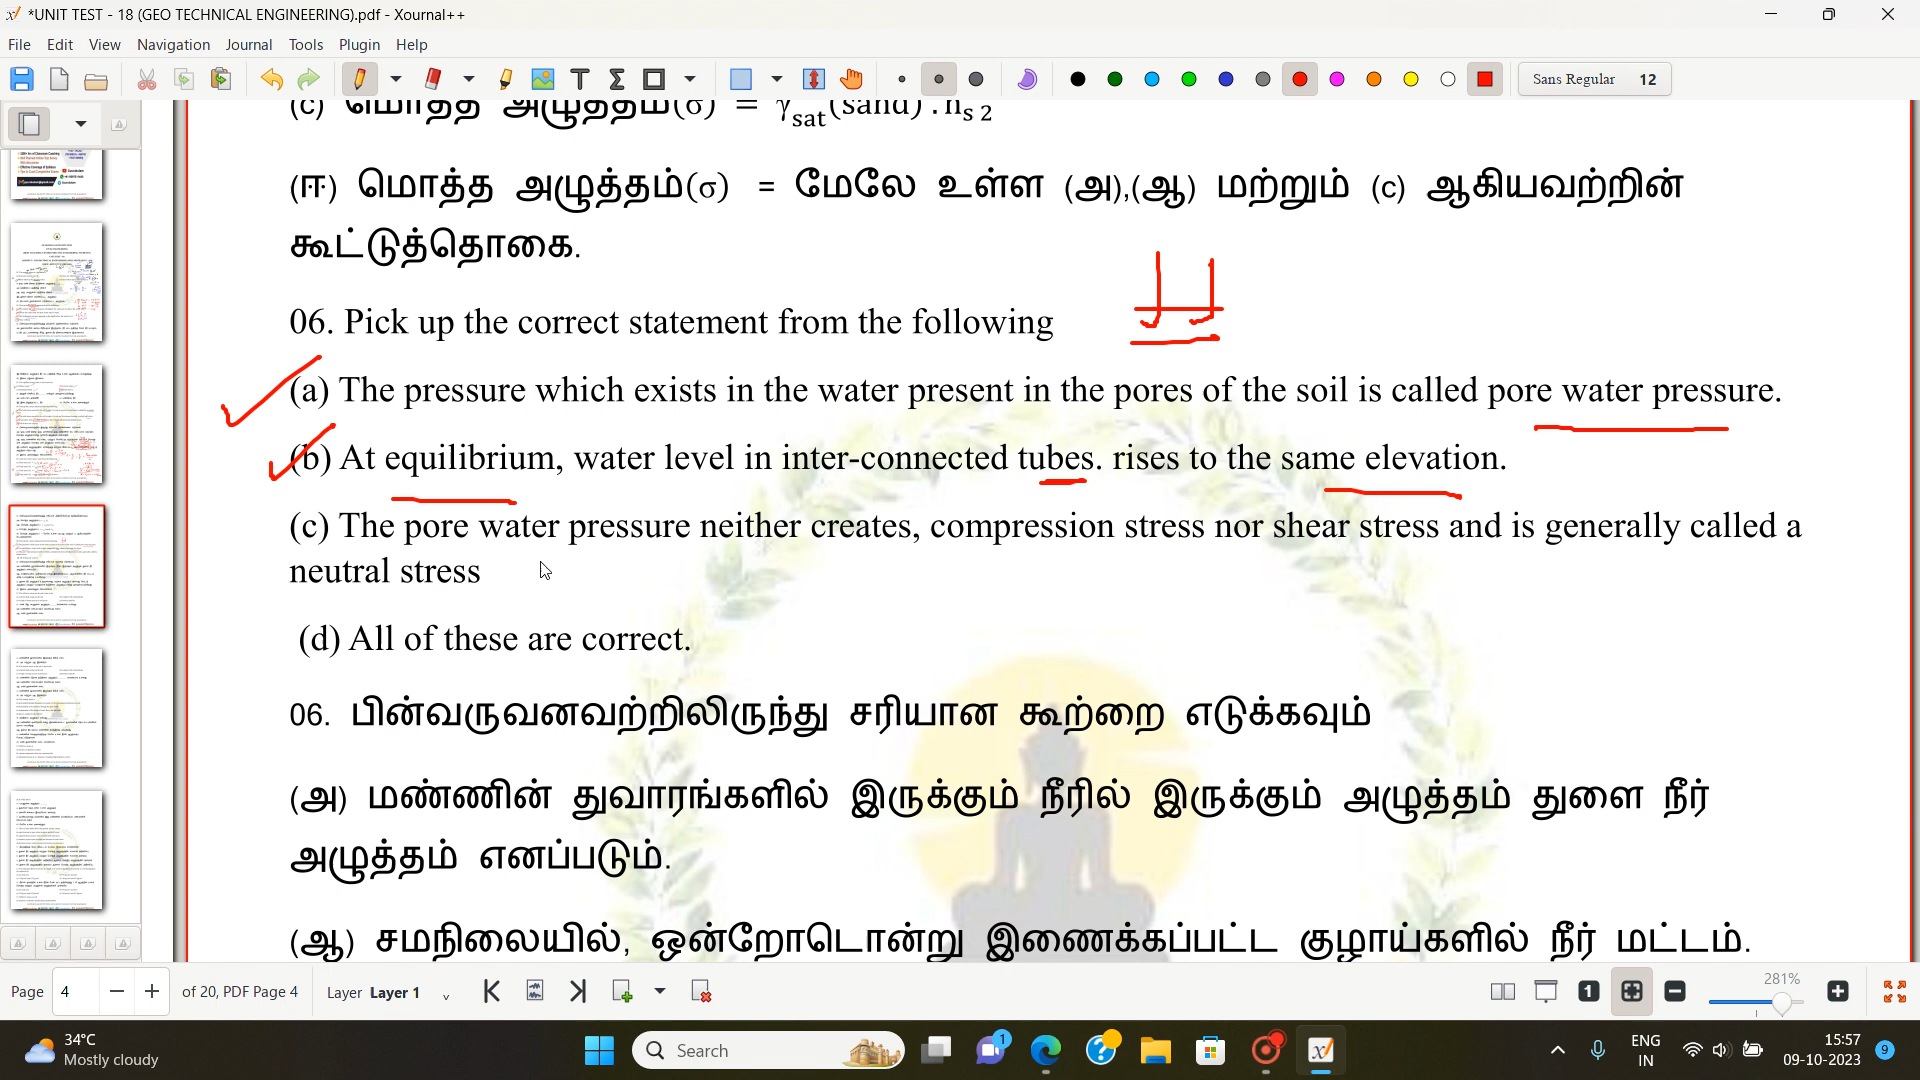 *UNIT TEST - 18 (GEO TECHNICAL ENGINEERING).pdf - Xournal++
File Edit View Navigation Journal Tools Plugin Help
Sans Regular 12
(c) மொத்த அழுத்தம்(σ) = γsat(sand) . hs 2
(ஈ) மொத்த அழுத்தம்(σ) = மேலே உள்ள (அ),(ஆ) மற்றும் (c) ஆகியவற்றின்
கூட்டுத்தொகை.
06. Pick up the correct statement from the following
(a) The pressure which exists in the water present in the pores of the soil is called pore water pressure.
(b) At equilibrium, water level in inter-connected tubes. rises to the same elevation.
(c) The pore water pressure neither creates, compression stress nor shear stress and is generally called a
neutral stress
(d) All of these are correct.
06. பின்வருவனவற்றிலிருந்து சரியான கூற்றை எடுக்கவும்
(அ) மண்ணின் துவாரங்களில் இருக்கும் நீரில் இருக்கும் அழுத்தம் துளை நீர்
அழுத்தம் எனப்படும்.
(ஆ) சமநிலையில், ஒன்றோடொன்று இணைக்கப்பட்ட குழாய்களில் நீர் மட்டம்.
Page 4 of 20, PDF Page 4 Layer Layer 1 281%
34°C
Mostly cloudy
Search
ENG
IN
15:57
09-10-2023
9